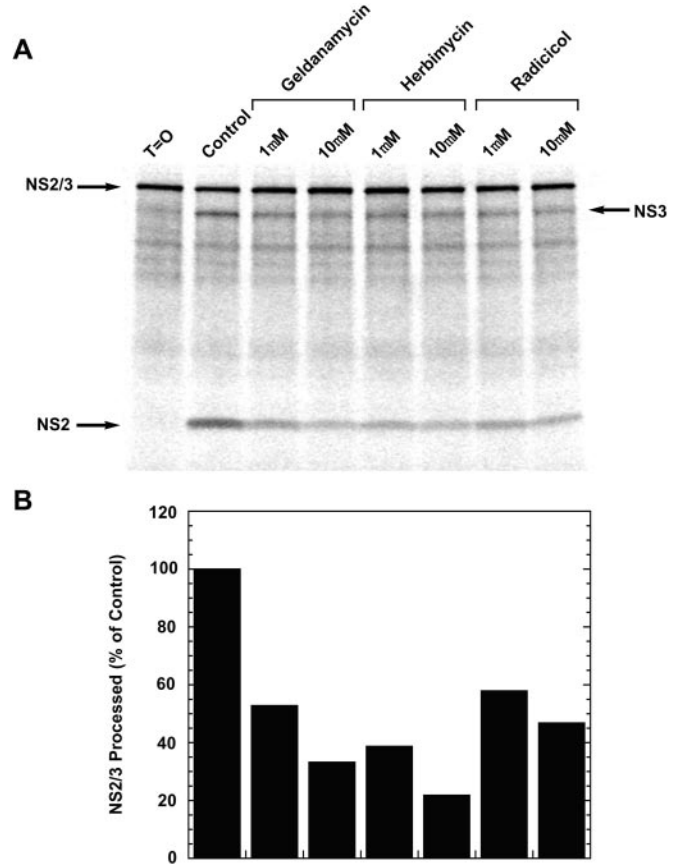 A
Geldanamycin
Herbimycin
Radicicol
T=O
Control
1mM
10mM
1mM
10mM
1mM
10mM
NS2/3
NS3
NS2
B
NS2/3 Processed (% of Control)
120
100
80
60
40
20
0